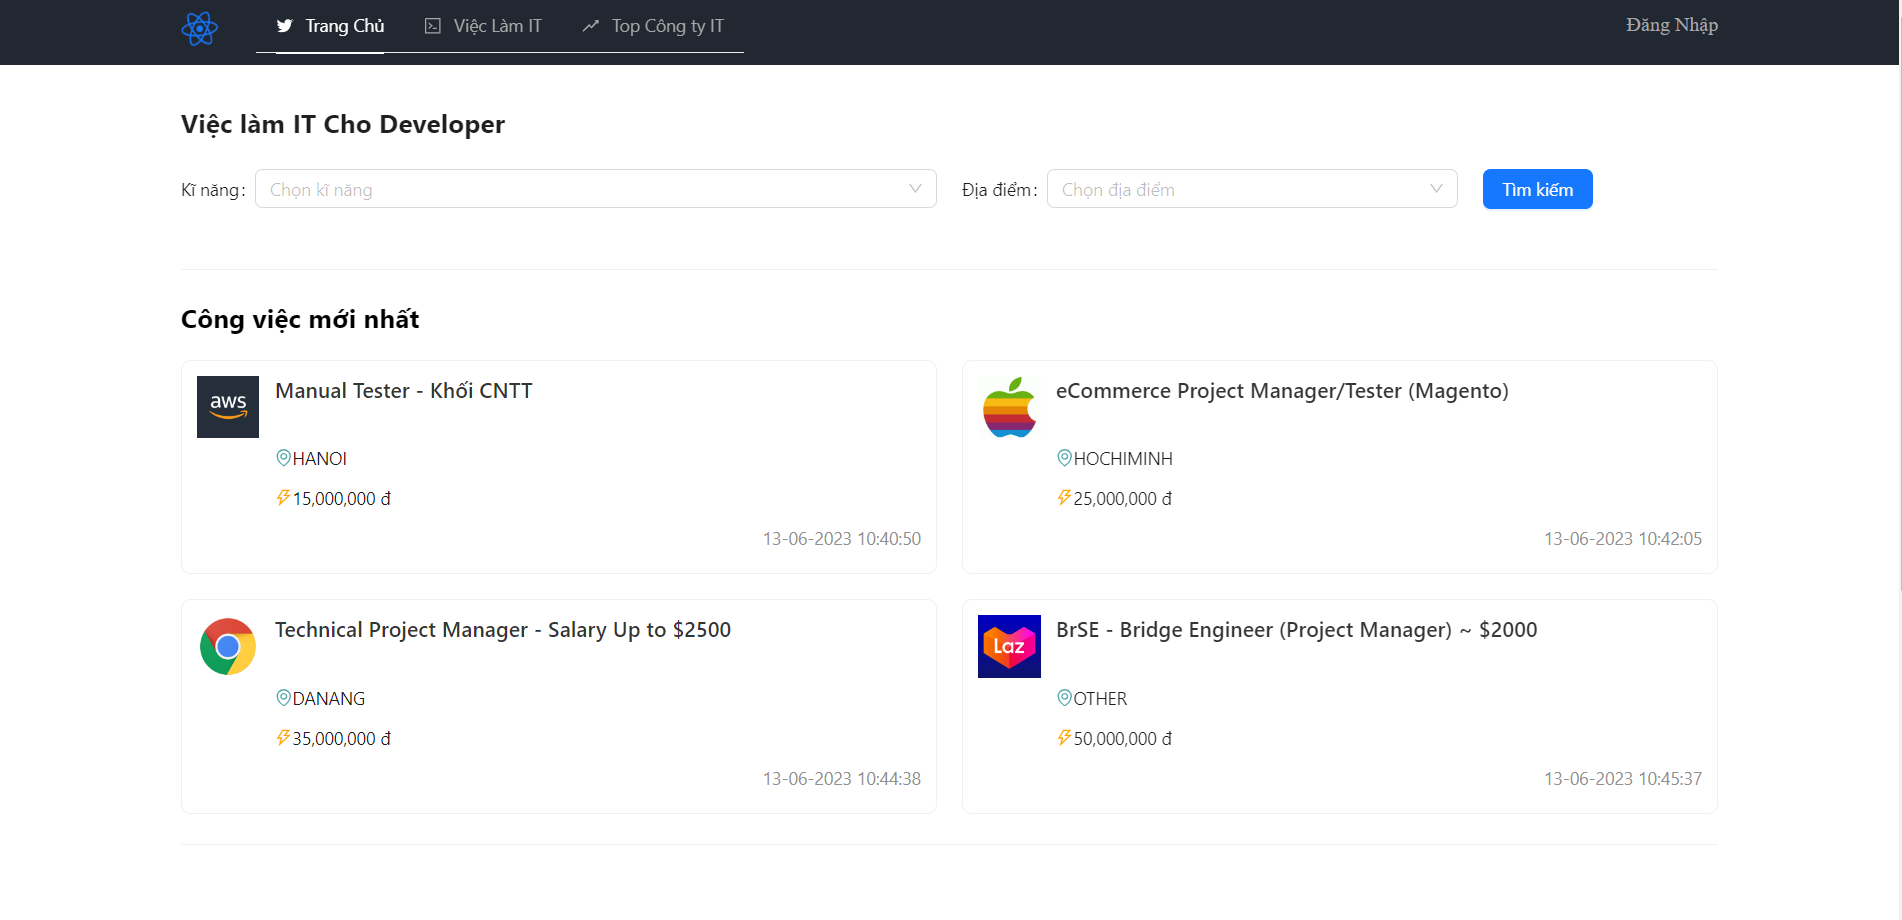 Trang Chủ Việc Làm IT Top Công ty IT Đăng Nhập
Việc làm IT Cho Developer
Kĩ năng: Chọn kĩ năng Địa điểm: Chọn địa điểm Tìm kiếm
Công việc mới nhất
aws
Manual Tester - Khối CNTT
HANOI
15,000,000 đ
13-06-2023 10:40:50
eCommerce Project Manager/Tester (Magento)
HOCHIMINH
25,000,000 đ
13-06-2023 10:42:05
Technical Project Manager - Salary Up to $2500
DANANG
35,000,000 đ
13-06-2023 10:44:38
Laz
BrSE - Bridge Engineer (Project Manager) ~ $2000
OTHER
50,000,000 đ
13-06-2023 10:45:37